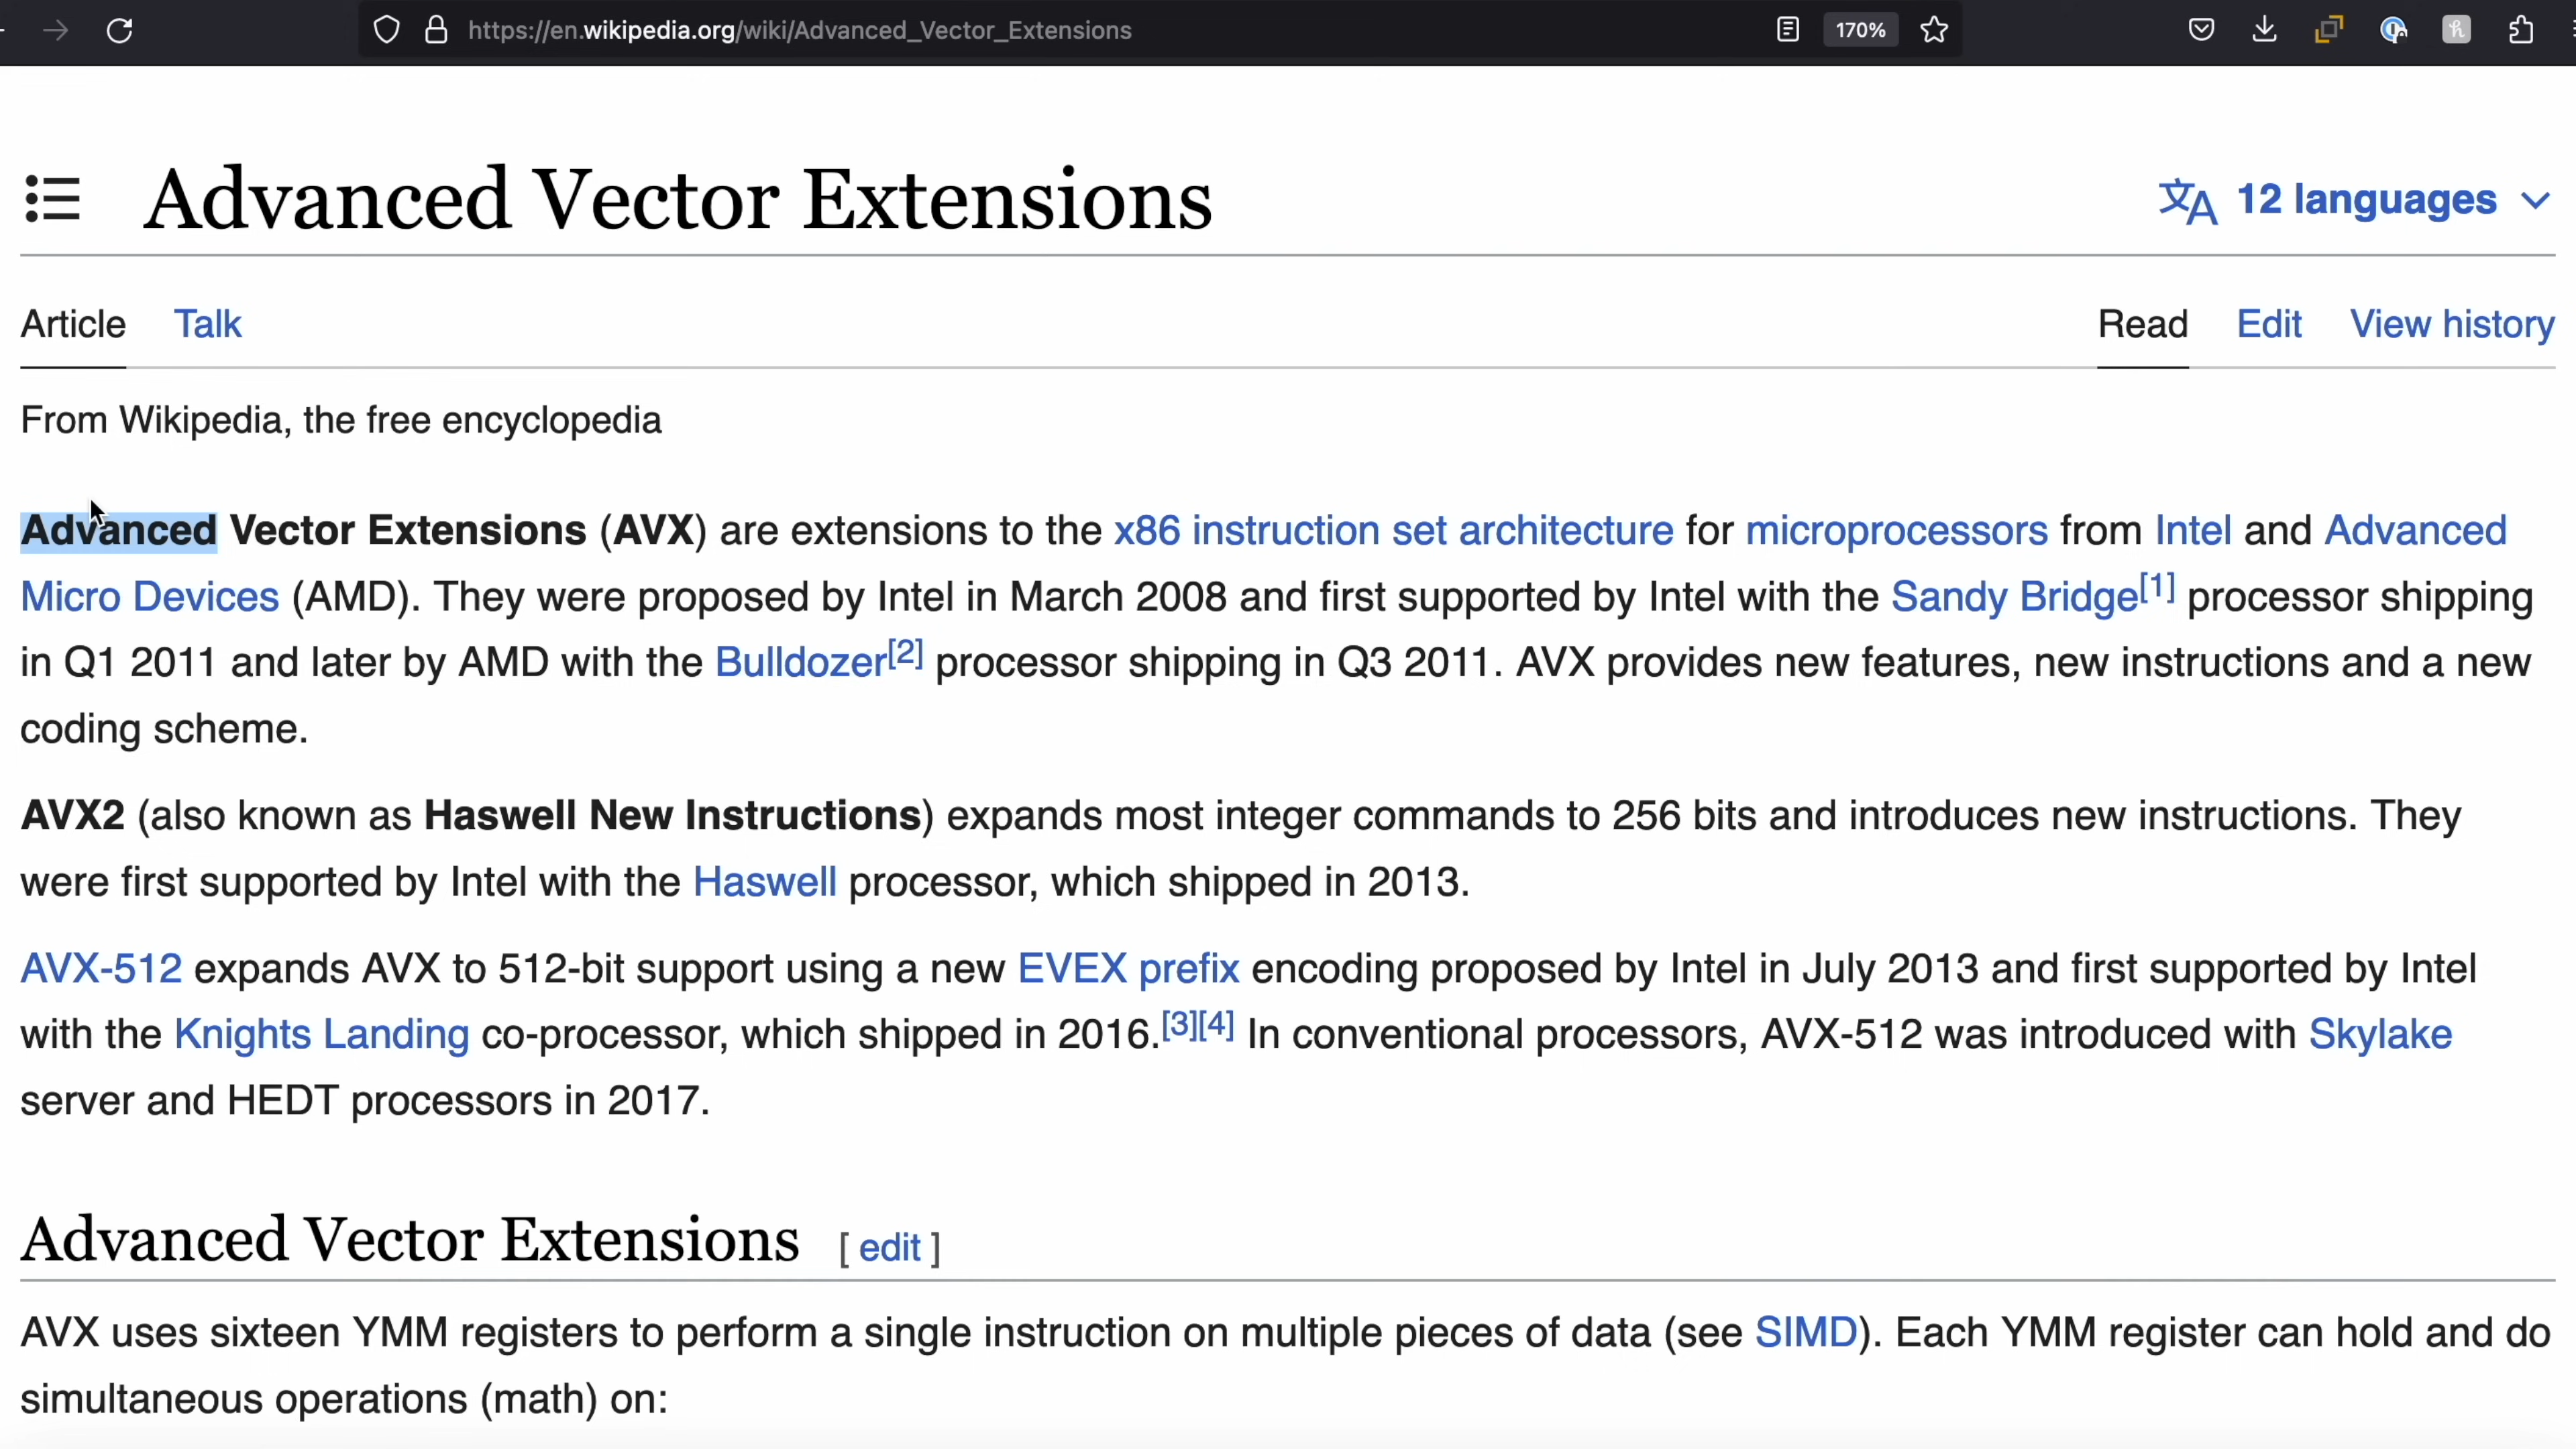 https://en.wikipedia.org/wiki/Advanced_Vector_Extensions 170%
Advanced Vector Extensions 12 languages
Article Talk Read Edit View history
From Wikipedia, the free encyclopedia
Advanced Vector Extensions (AVX) are extensions to the x86 instruction set architecture for microprocessors from Intel and Advanced
Micro Devices (AMD). They were proposed by Intel in March 2008 and first supported by Intel with the Sandy Bridge[1] processor shipping
in Q1 2011 and later by AMD with the Bulldozer[2] processor shipping in Q3 2011. AVX provides new features, new instructions and a new
coding scheme.
AVX2 (also known as Haswell New Instructions) expands most integer commands to 256 bits and introduces new instructions. They
were first supported by Intel with the Haswell processor, which shipped in 2013.
AVX-512 expands AVX to 512-bit support using a new EVEX prefix encoding proposed by Intel in July 2013 and first supported by Intel
with the Knights Landing co-processor, which shipped in 2016.[3][4] In conventional processors, AVX-512 was introduced with Skylake
server and HEDT processors in 2017.
Advanced Vector Extensions [ edit ]
AVX uses sixteen YMM registers to perform a single instruction on multiple pieces of data (see SIMD). Each YMM register can hold and do
simultaneous operations (math) on: